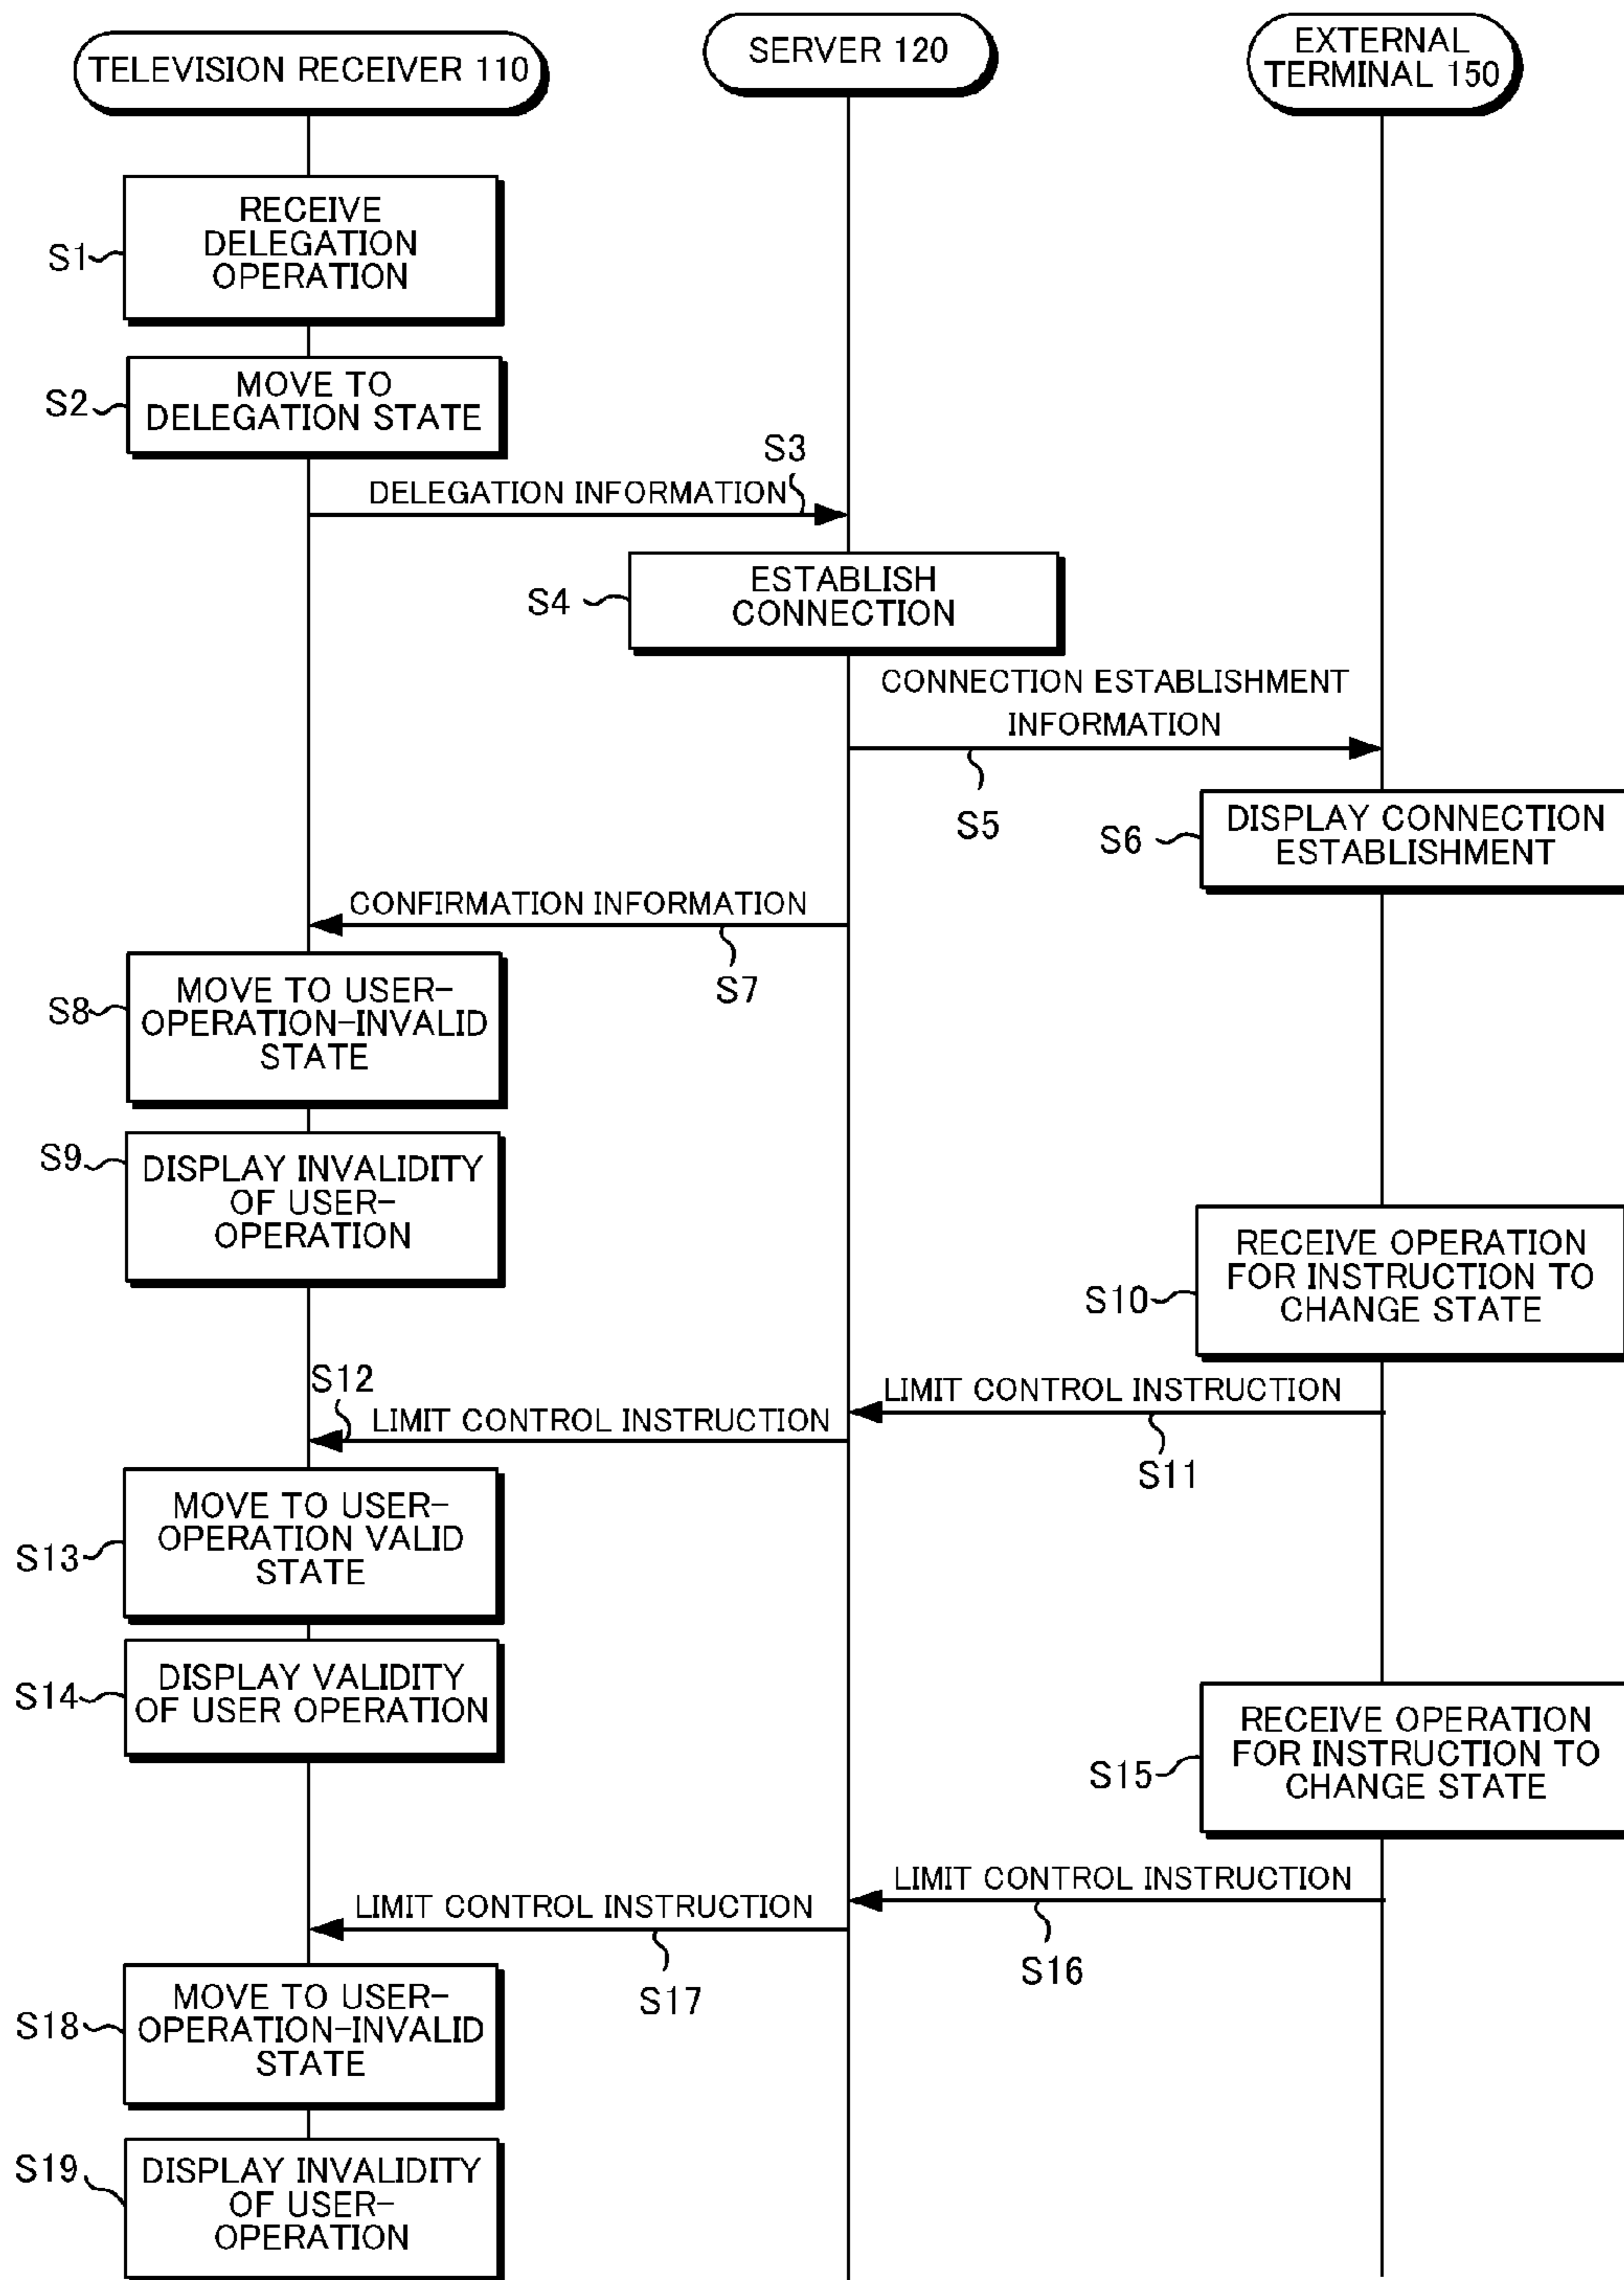 TELEVISION RECEIVER 110
SERVER 120
EXTERNAL
TERMINAL 150
RECEIVE
DELEGATION
OPERATION
S1
MOVE TO
DELEGATION STATE
S2
S3
DELEGATION INFORMATION
ESTABLISH
CONNECTION
S4
CONNECTION ESTABLISHMENT
INFORMATION
S5
DISPLAY CONNECTION
ESTABLISHMENT
S6
CONFIRMATION INFORMATION
S7
MOVE TO USER-
OPERATION-INVALID
STATE
S8
DISPLAY INVALIDITY
OF USER-
OPERATION
S9
RECEIVE OPERATION
FOR INSTRUCTION TO
CHANGE STATE
S10
LIMIT CONTROL INSTRUCTION
S11
S12
LIMIT CONTROL INSTRUCTION
MOVE TO USER-
OPERATION VALID
STATE
S13
DISPLAY VALIDITY
OF USER OPERATION
S14
RECEIVE OPERATION
FOR INSTRUCTION TO
CHANGE STATE
S15
LIMIT CONTROL INSTRUCTION
S16
LIMIT CONTROL INSTRUCTION
S17
MOVE TO USER-
OPERATION-INVALID
STATE
S18
DISPLAY INVALIDITY
OF USER-
OPERATION
S19